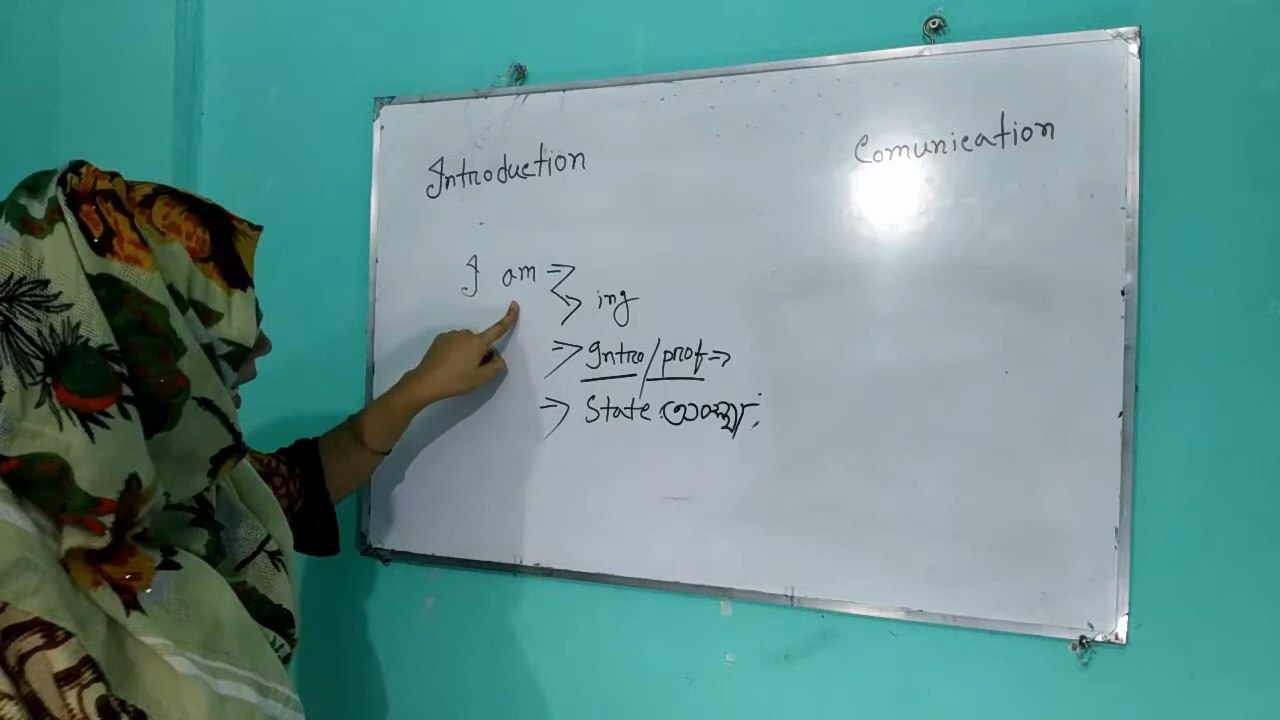 Introduction
Comunication
I am →
→ ing
→ Intro / prof →
→ State